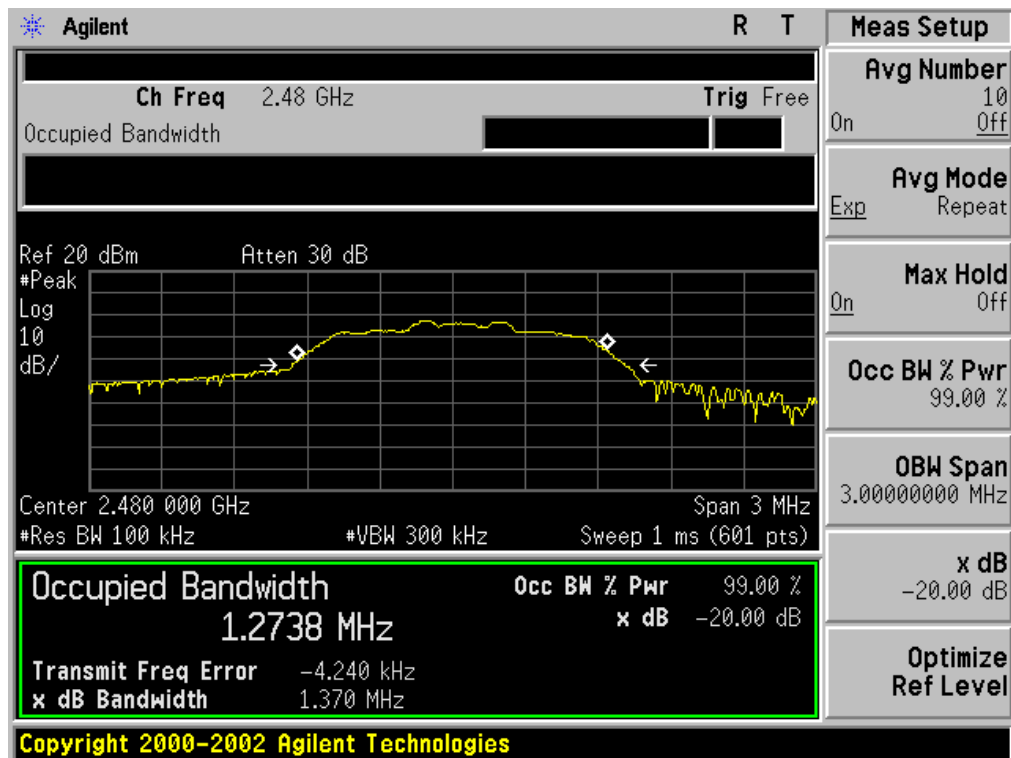 Agilent R T
Ch Freq 2.48 GHz Trig Free
Occupied Bandwidth
Ref 20 dBm Atten 30 dB
#Peak
Log
10
dB/
Center 2.480 000 GHz Span 3 MHz
#Res BW 100 kHz #VBW 300 kHz Sweep 1 ms (601 pts)
Occupied Bandwidth
1.2738 MHz
Occ BW % Pwr 99.00 %
x dB -20.00 dB
Transmit Freq Error -4.240 kHz
x dB Bandwidth 1.370 MHz
Copyright 2000-2002 Agilent Technologies
Meas Setup
Avg Number
10
On Off
Avg Mode
Exp Repeat
Max Hold
On Off
Occ BW % Pwr
99.00 %
OBW Span
3.00000000 MHz
x dB
-20.00 dB
Optimize
Ref Level